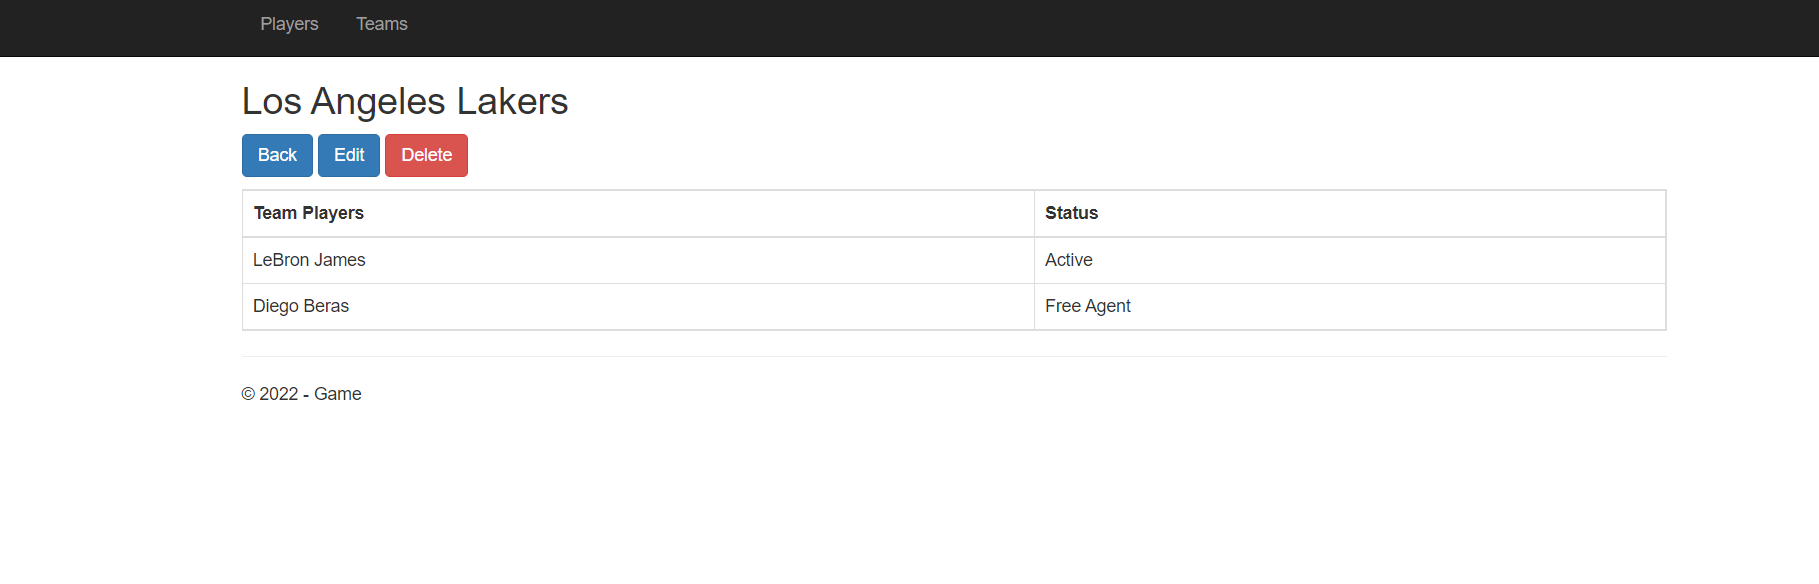 Players Teams
Los Angeles Lakers
Back Edit Delete
Team Players Status
LeBron James Active
Diego Beras Free Agent
© 2022 - Game